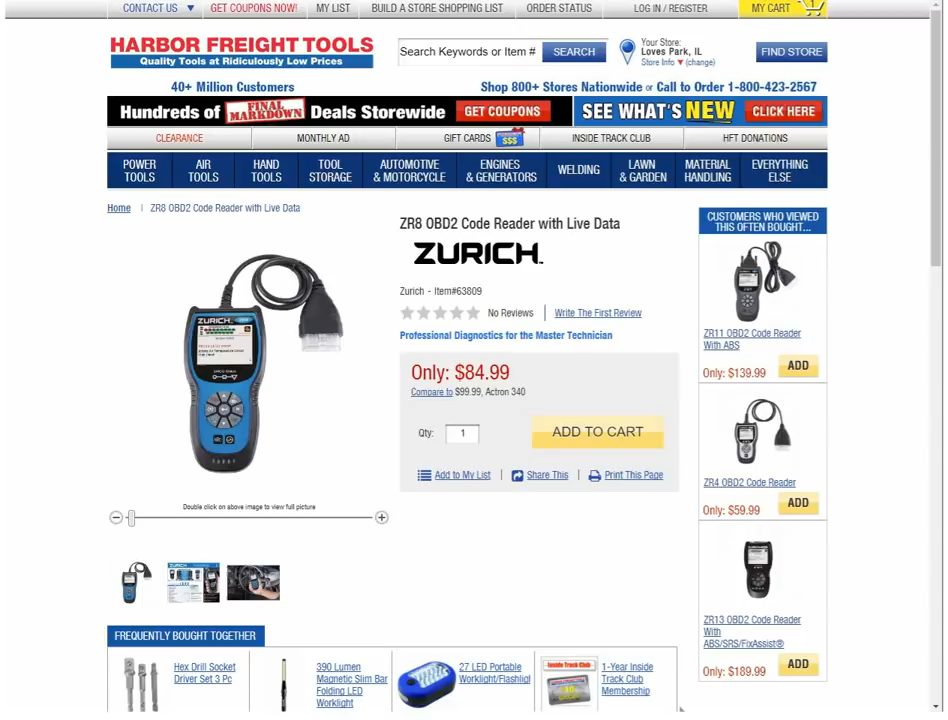 CONTACT US ▼ GET COUPONS NOW! MY LIST BUILD A STORE SHOPPING LIST ORDER STATUS LOG IN / REGISTER MY CART
HARBOR FREIGHT TOOLS
Quality Tools at Ridiculously Low Prices
Search Keywords or Item # SEARCH
Your Store:
Loves Park, IL
Store Info ▼ (change)
FIND STORE
40+ Million Customers
Shop 800+ Stores Nationwide or Call to Order 1-800-423-2567
Hundreds of FINAL MARKDOWN Deals Storewide GET COUPONS
SEE WHAT'S NEW CLICK HERE
CLEARANCE MONTHLY AD GIFT CARDS $$$ INSIDE TRACK CLUB HFT DONATIONS
POWER TOOLS
AIR TOOLS
HAND TOOLS
TOOL STORAGE
AUTOMOTIVE & MOTORCYCLE
ENGINES & GENERATORS
WELDING
LAWN & GARDEN
MATERIAL HANDLING
EVERYTHING ELSE
Home | ZR8 OBD2 Code Reader with Live Data
ZURICH
ZR8 OBD2 Code Reader with Live Data
ZURICH
Zurich - Item#63809
No Reviews | Write The First Review
Professional Diagnostics for the Master Technician
Only: $84.99
Compare to $99.99, Actron 340
Qty: 1 ADD TO CART
Add to My List | Share This | Print This Page
Double click on above image to view full picture
CUSTOMERS WHO VIEWED
THIS OFTEN BOUGHT...
ZR11 OBD2 Code Reader
With ABS
Only: $139.99 ADD
ZR4 OBD2 Code Reader
Only: $59.99 ADD
ZR13 OBD2 Code Reader
With
ABS/SRS/FixAssist®
Only: $189.99 ADD
FREQUENTLY BOUGHT TOGETHER
Hex Drill Socket
Driver Set 3 Pc
390 Lumen
Magnetic Slim Bar
Folding LED
Worklight
27 LED Portable
Worklight/Flashligl
Inside Track Club
1-Year Inside
Track Club
Membership